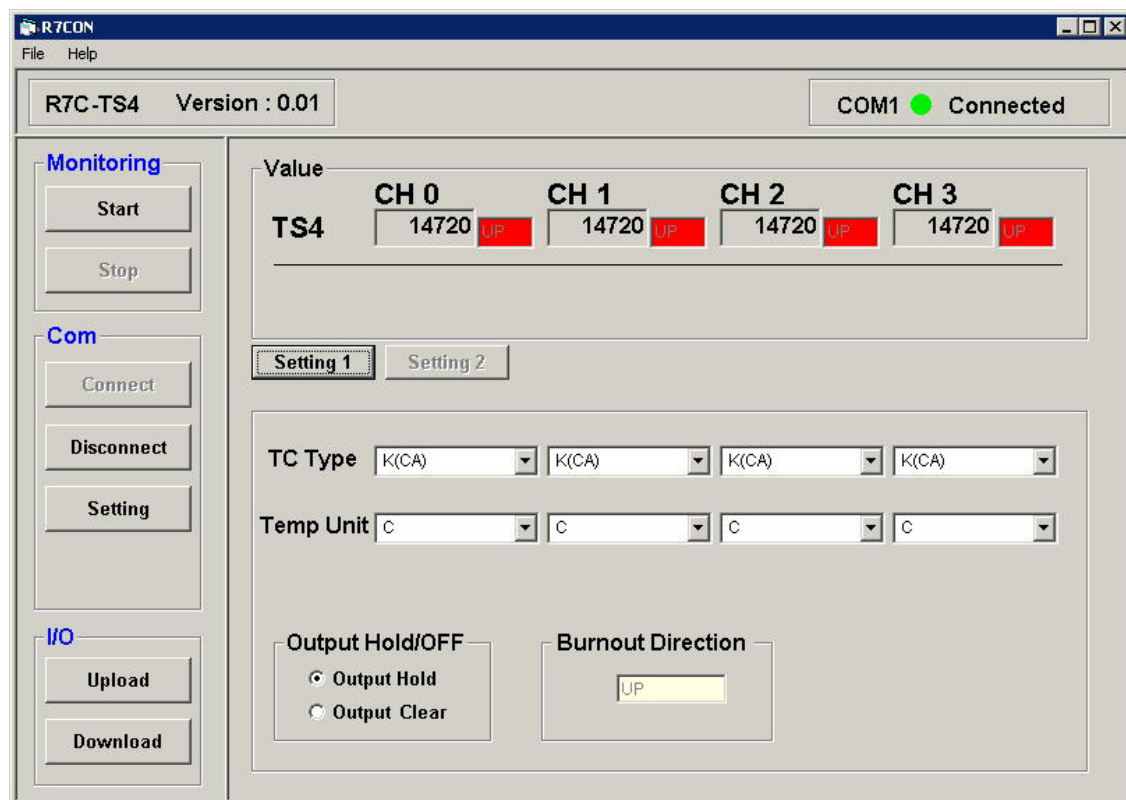 R7CON
File Help
R7C-TS4 Version : 0.01
COM1 Connected
Monitoring
Start
Stop
Com
Connect
Disconnect
Setting
I/O
Upload
Download
Value
CH 0 CH 1 CH 2 CH 3
TS4 14720 UP 14720 UP 14720 UP 14720 UP
Setting 1 Setting 2
TC Type K(CA) K(CA) K(CA) K(CA)
Temp Unit C C C C
Output Hold/OFF
Output Hold
Output Clear
Burnout Direction
UP